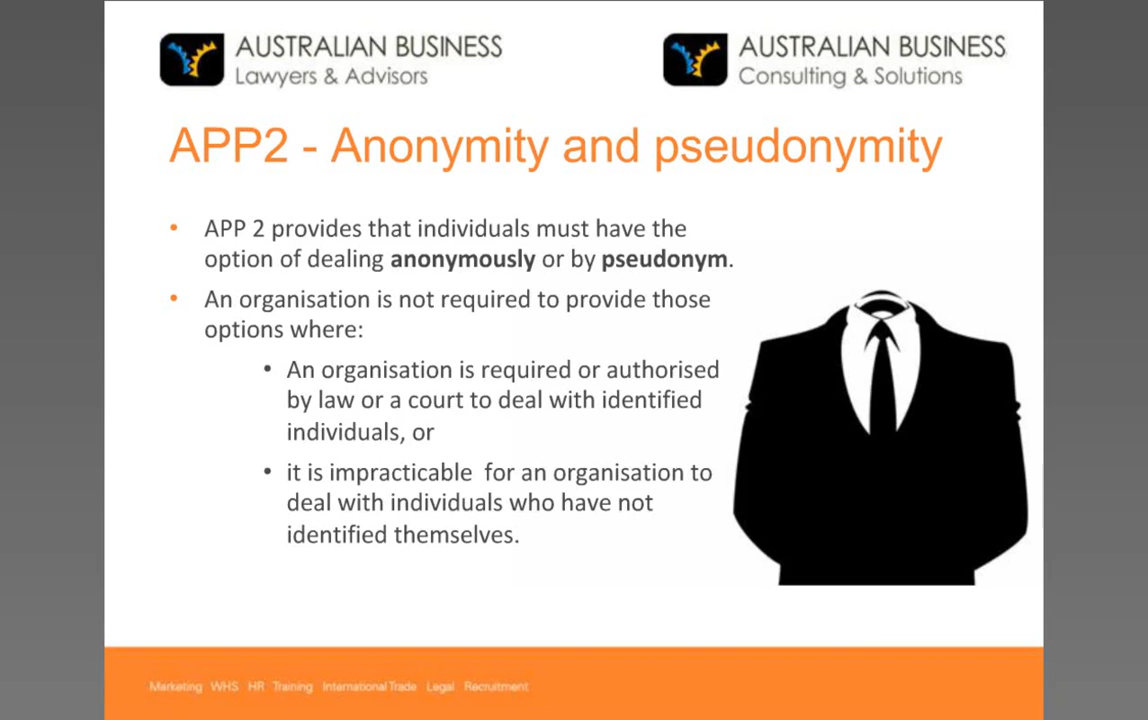 AUSTRALIAN BUSINESS
Lawyers & Advisors
AUSTRALIAN BUSINESS
Consulting & Solutions
APP2 - Anonymity and pseudonymity
• APP 2 provides that individuals must have the
option of dealing anonymously or by pseudonym.
• An organisation is not required to provide those
options where:
• An organisation is required or authorised
by law or a court to deal with identified
individuals, or
• it is impracticable for an organisation to
deal with individuals who have not
identified themselves.
Marketing WHS HR Training International Trade Legal Recruitment